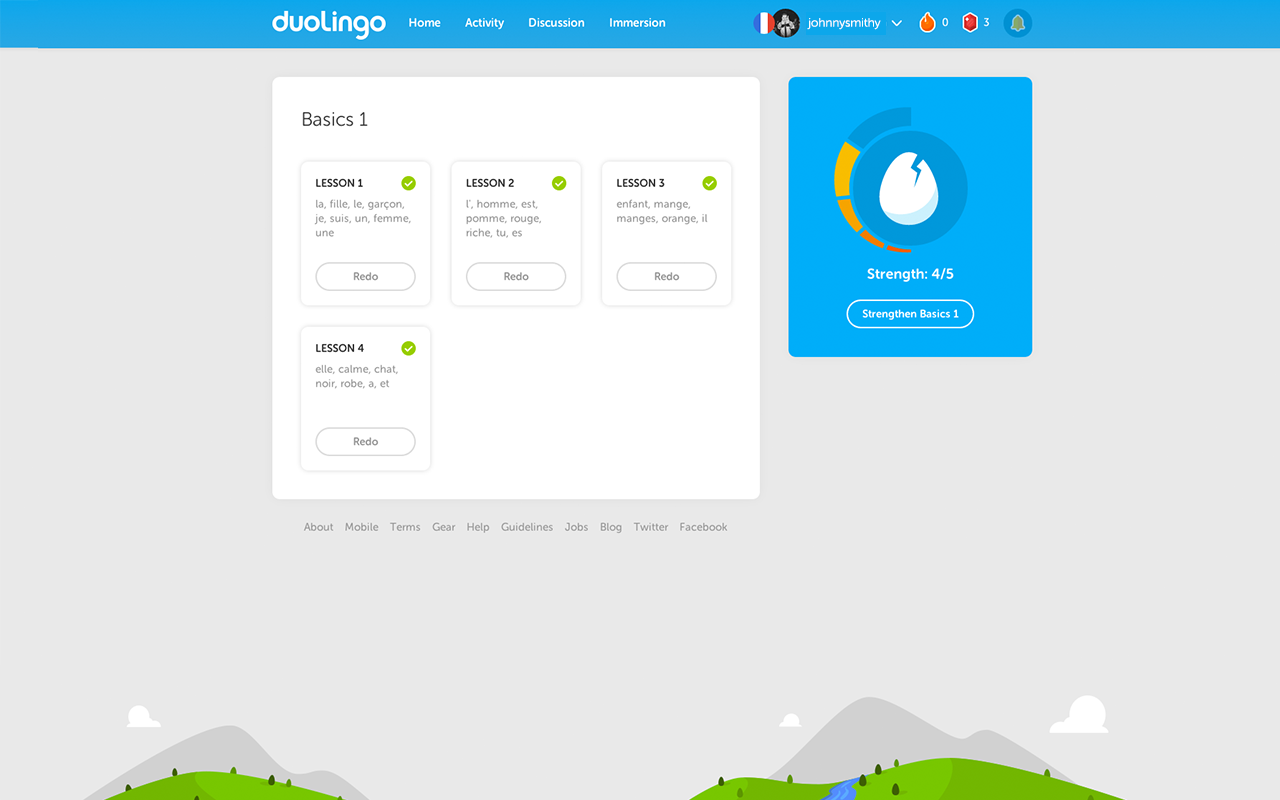 duolingo Home Activity Discussion Immersion johnnysmithy 0 3
Basics 1
LESSON 1
la, fille, le, garçon,
je, suis, un, femme,
une
Redo
LESSON 2
l', homme, est,
pomme, rouge,
riche, tu, es
Redo
LESSON 3
enfant, mange,
manges, orange, il
Redo
LESSON 4
elle, calme, chat,
noir, robe, a, et
Redo
Strength: 4/5
Strengthen Basics 1
About Mobile Terms Gear Help Guidelines Jobs Blog Twitter Facebook